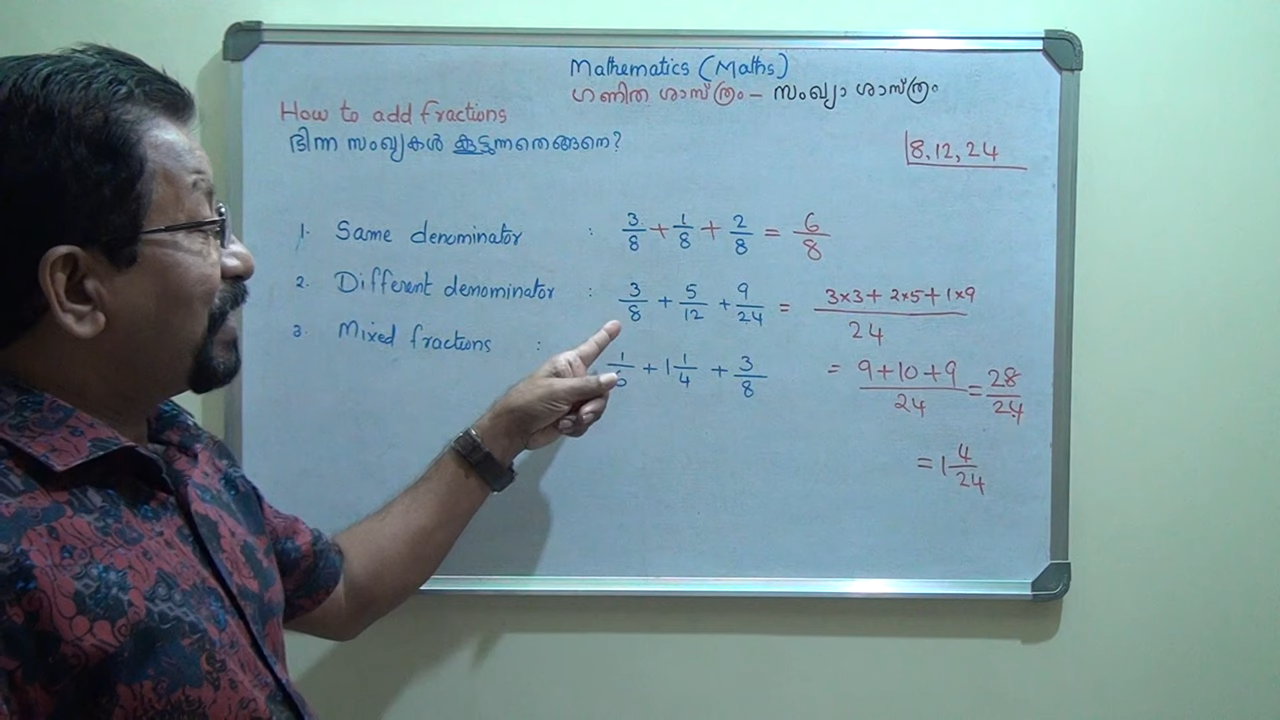 Mathematics (Maths)
ഗണിത ശാസ്ത്രം – സംഖ്യാ ശാസ്ത്രം
How to add fractions
ഭിന്ന സംഖ്യകൾ കൂട്ടുന്നതെങ്ങനെ?
8, 12, 24
1. Same denominator : 3/8 + 1/8 + 2/8 = 6/8
2. Different denominator : 3/8 + 5/12 + 9/24 = 3×3 + 2×5 + 1×9 / 24
3. Mixed fractions : + 1 1/4 + 3/8
= 9+10+9 / 24 = 28/24
= 1 4/24